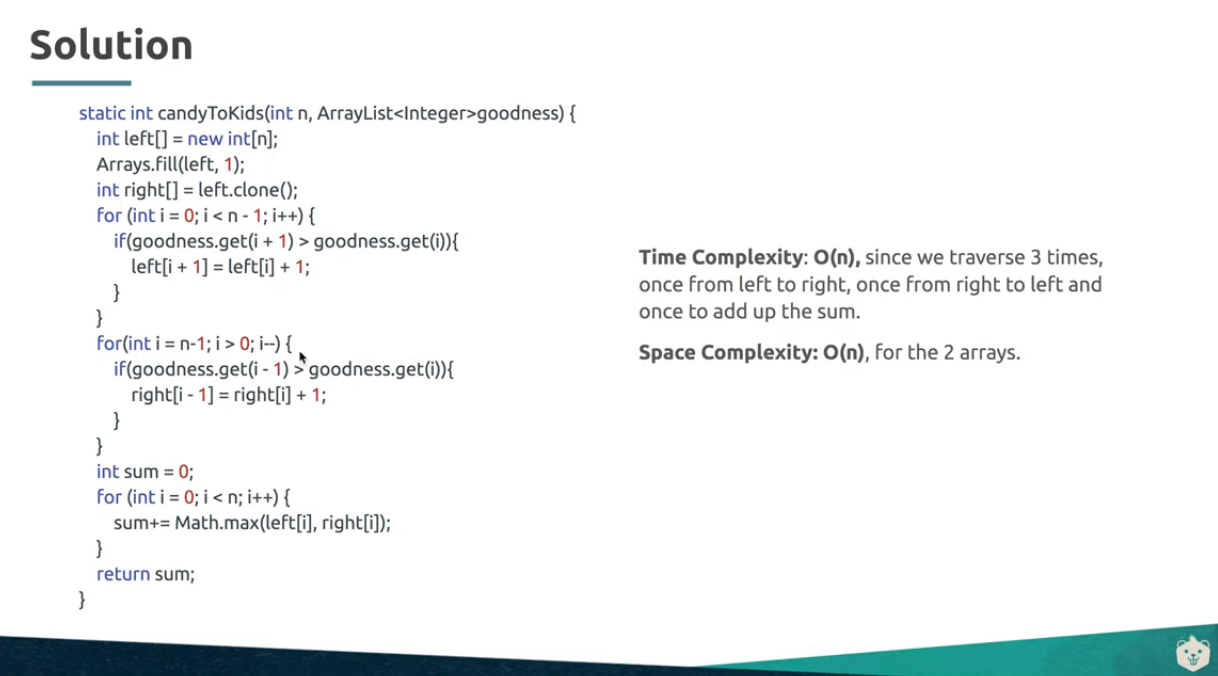 Solution
static int candyToKids(int n, ArrayList<Integer>goodness) {
int left[] = new int[n];
Arrays.fill(left, 1);
int right[] = left.clone();
for (int i = 0; i < n - 1; i++) {
if(goodness.get(i + 1) > goodness.get(i)){
left[i + 1] = left[i] + 1;
}
}
for(int i = n-1; i > 0; i--) {
if(goodness.get(i - 1) > goodness.get(i)){
right[i - 1] = right[i] + 1;
}
}
int sum = 0;
for (int i = 0; i < n; i++) {
sum+= Math.max(left[i], right[i]);
}
return sum;
}
Time Complexity: O(n), since we traverse 3 times,
once from left to right, once from right to left and
once to add up the sum.
Space Complexity: O(n), for the 2 arrays.